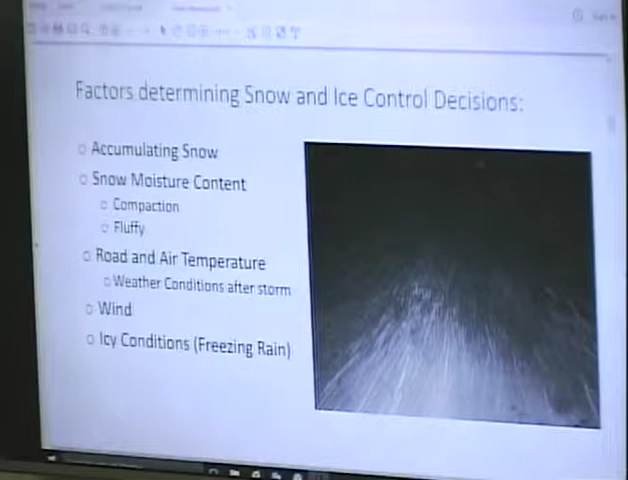 Factors determining Snow and Ice Control Decisions:
Accumulating Snow
Snow Moisture Content
Compaction
Fluffy
Road and Air Temperature
Weather Conditions after storm
Wind
Icy Conditions (Freezing Rain)